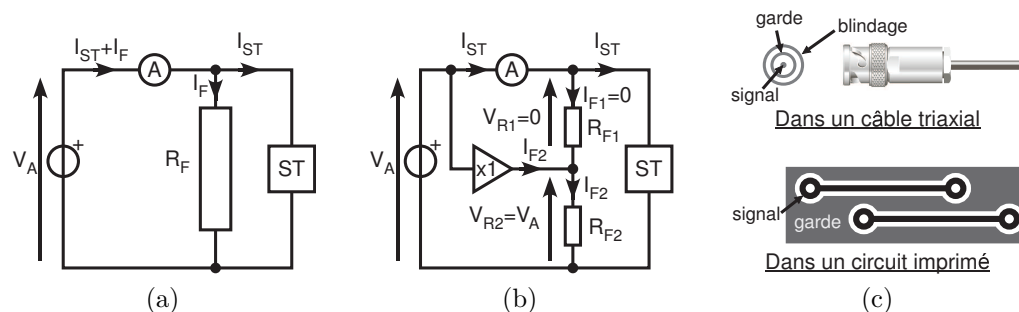 I_ST+I_F
A
I_ST
I_F
V_A
+
R_F
ST
(a)
I_ST
A
I_ST
I_F1=0
V_R1=0
R_F1
V_A
+
I_F2
x1
ST
I_F2
V_R2=V_A
R_F2
(b)
garde
blindage
signal
Dans un câble triaxial
signal
garde
Dans un circuit imprimé
(c)